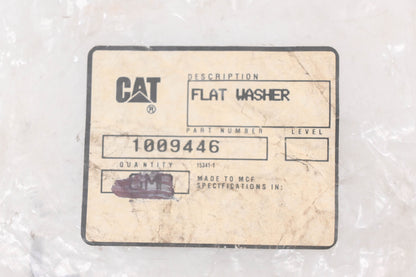 CAT
®
DESCRIPTION
FLAT WASHER
PART NUMBER LEVEL
1009446
QUANTITY 15341-1
MADE TO MCF
SPECIFICATIONS IN: